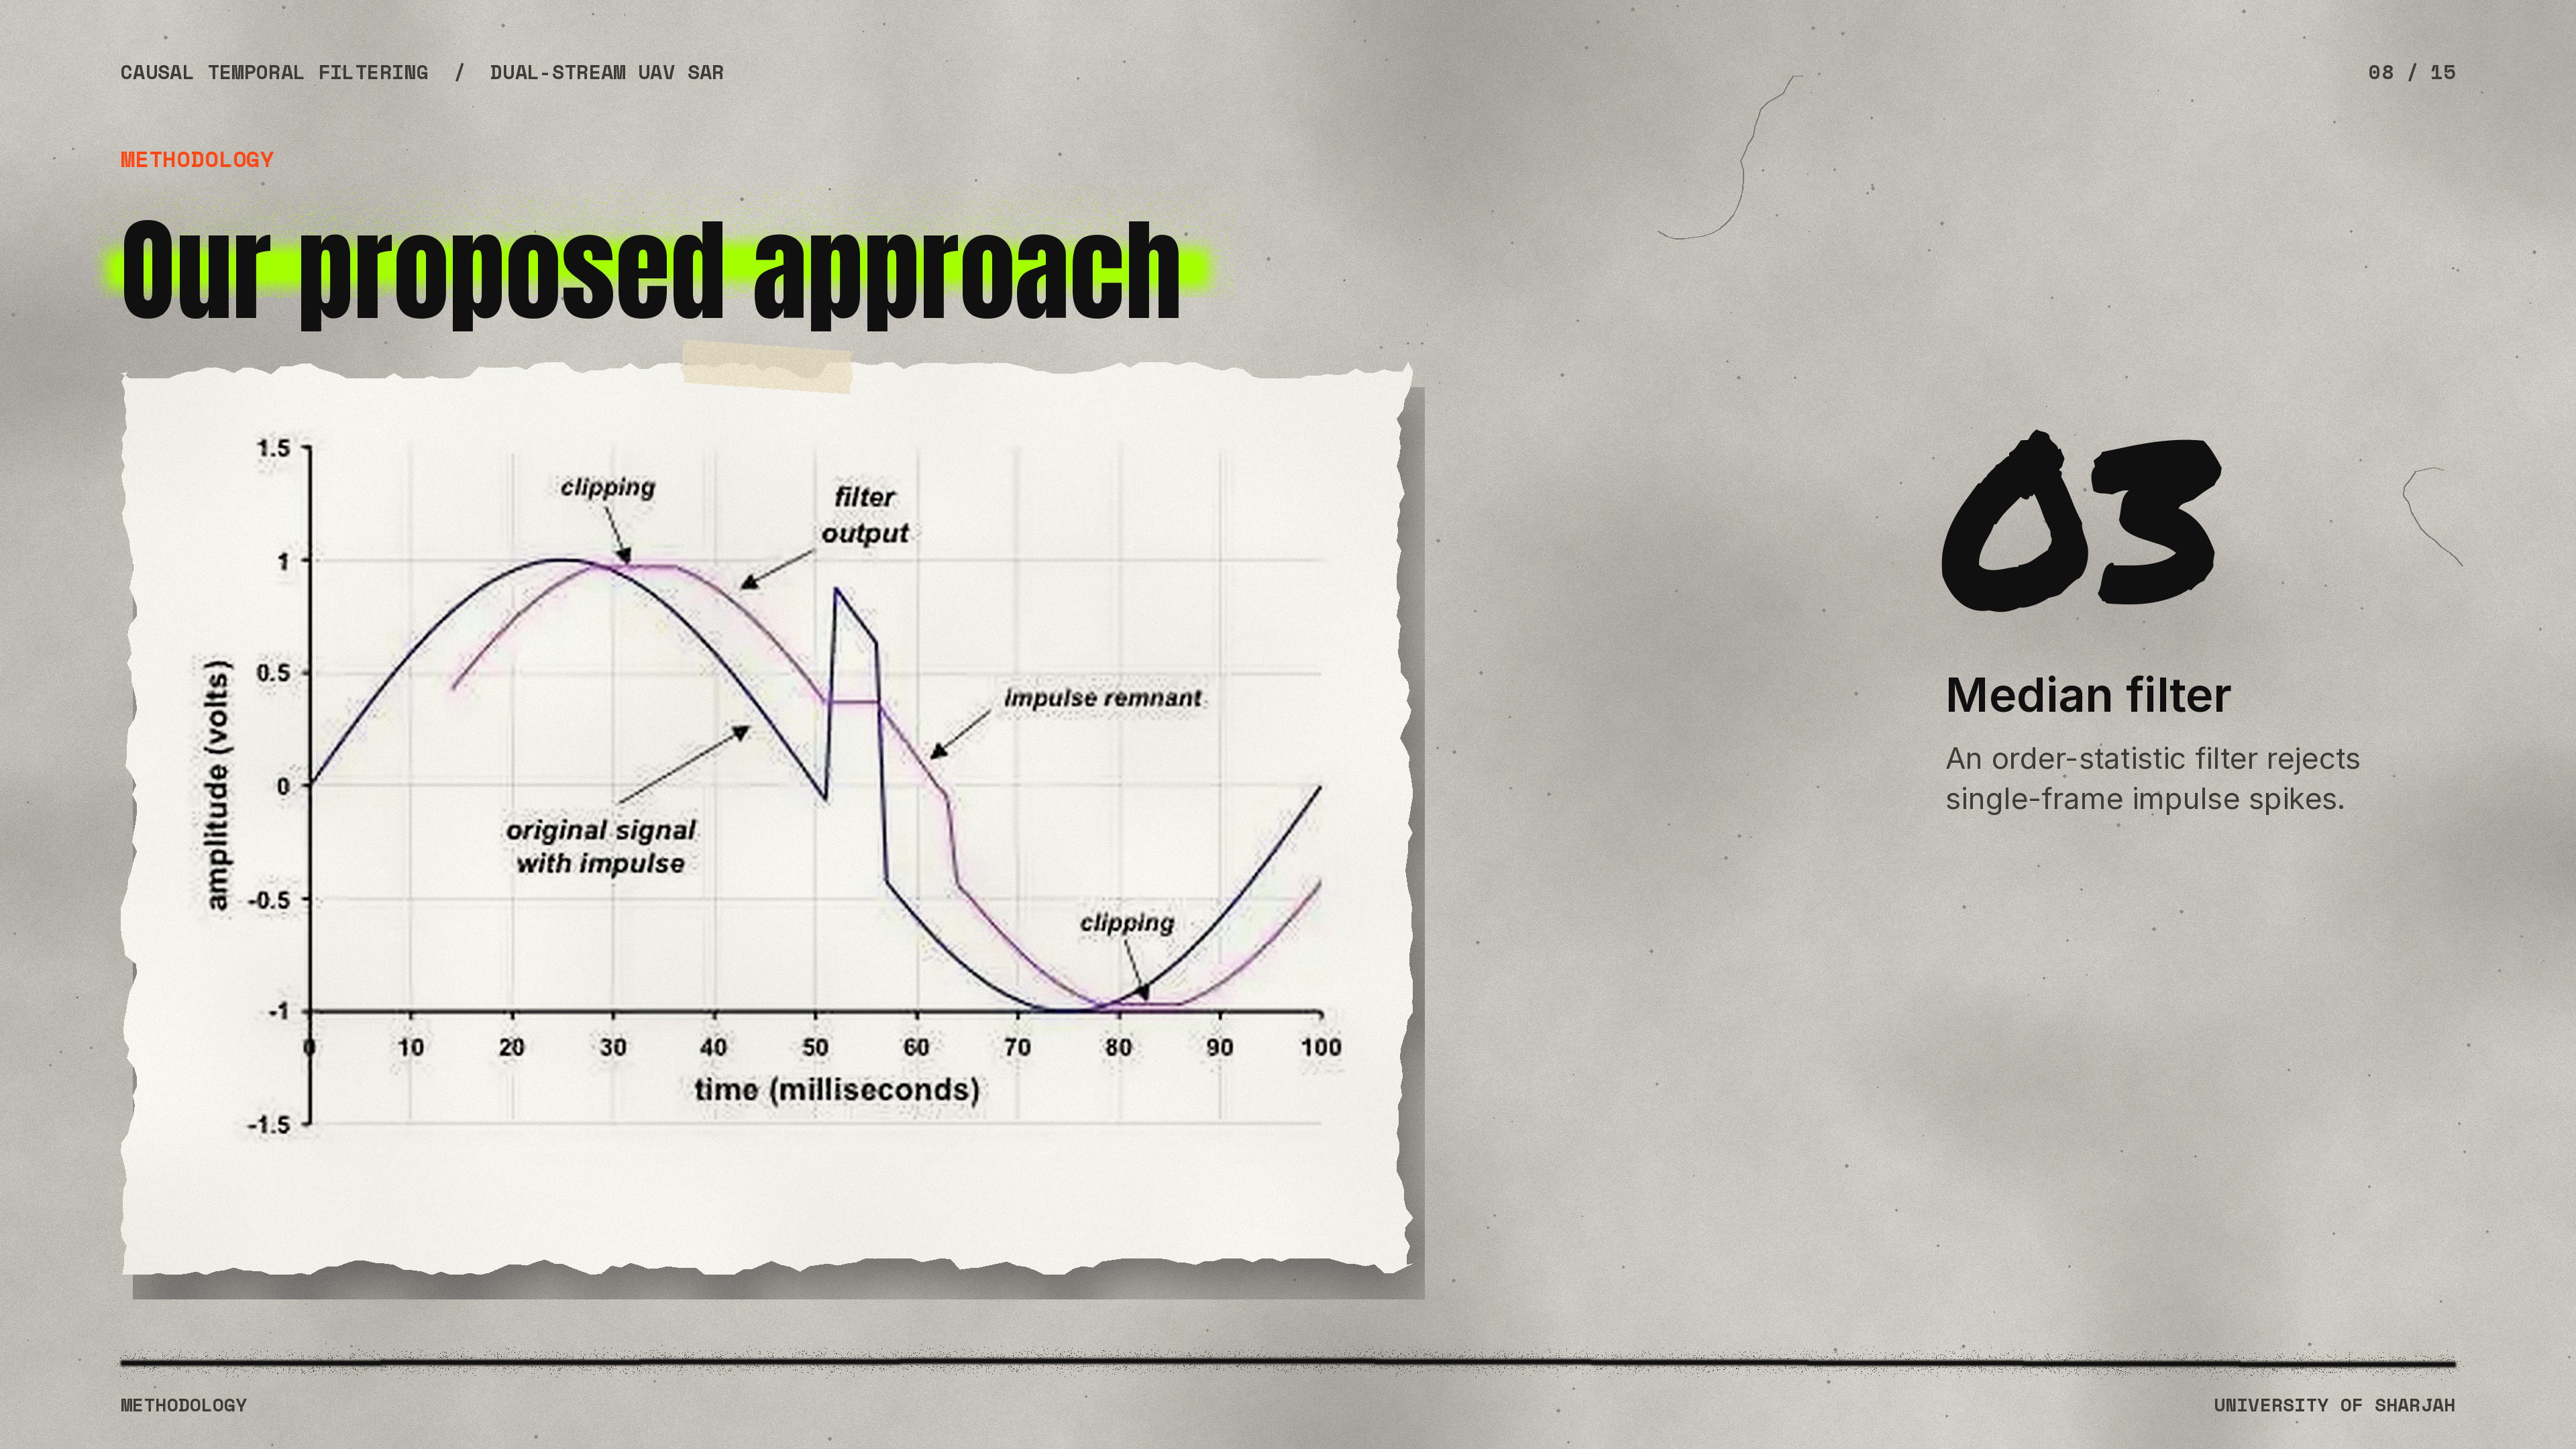 CAUSAL TEMPORAL FILTERING / DUAL-STREAM UAV SAR
08 / 15
METHODOLOGY
Our proposed approach
1.5
1
0.5
0
-0.5
-1
-1.5
amplitude (volts)
clipping
filter
output
impulse remnant
original signal
with impulse
clipping
0 10 20 30 40 50 60 70 80 90 100
time (milliseconds)
03
Median filter
An order-statistic filter rejects
single-frame impulse spikes.
METHODOLOGY
UNIVERSITY OF SHARJAH